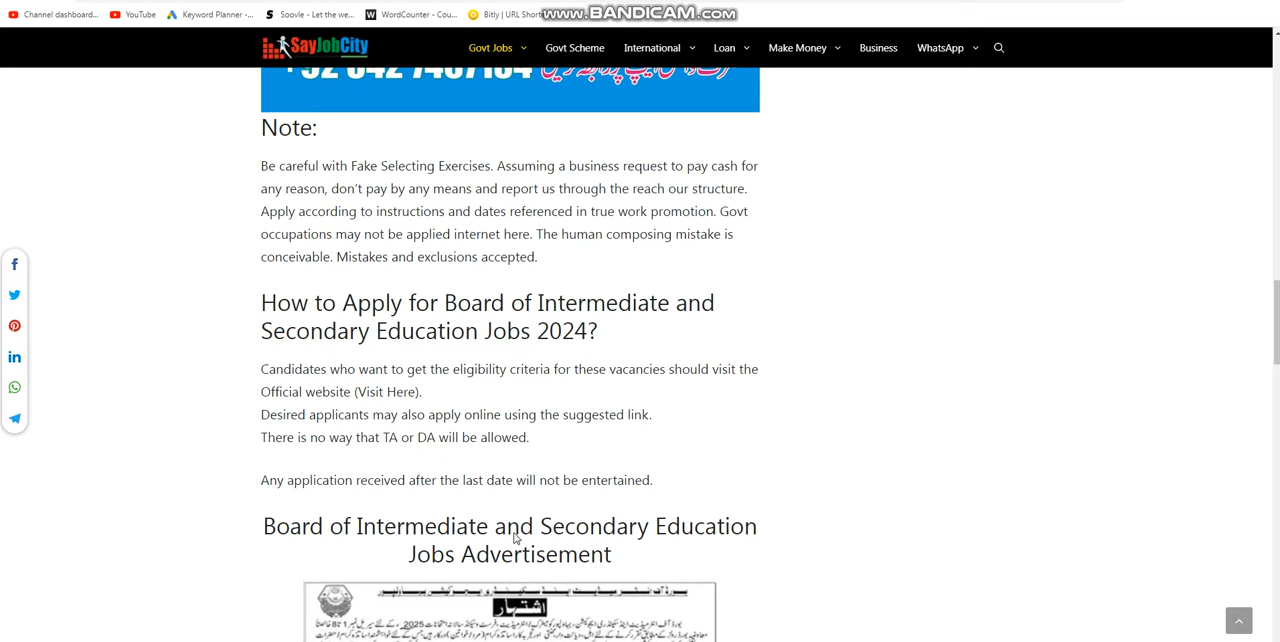 Channel dashboard...
YouTube
Keyword Planner -...
Soovle - Let the we...
WordCounter - Cou...
Bitly | URL Short
www.BANDICAM.com
SayJobCity
Govt Jobs
Govt Scheme
International
Loan
Make Money
Business
WhatsApp
Note:
Be careful with Fake Selecting Exercises. Assuming a business request to pay cash for
any reason, don’t pay by any means and report us through the reach our structure.
Apply according to instructions and dates referenced in true work promotion. Govt
occupations may not be applied internet here. The human composing mistake is
conceivable. Mistakes and exclusions accepted.
How to Apply for Board of Intermediate and
Secondary Education Jobs 2024?
Candidates who want to get the eligibility criteria for these vacancies should visit the
Official website (Visit Here).
Desired applicants may also apply online using the suggested link.
There is no way that TA or DA will be allowed.
Any application received after the last date will not be entertained.
Board of Intermediate and Secondary Education
Jobs Advertisement
اشتہار